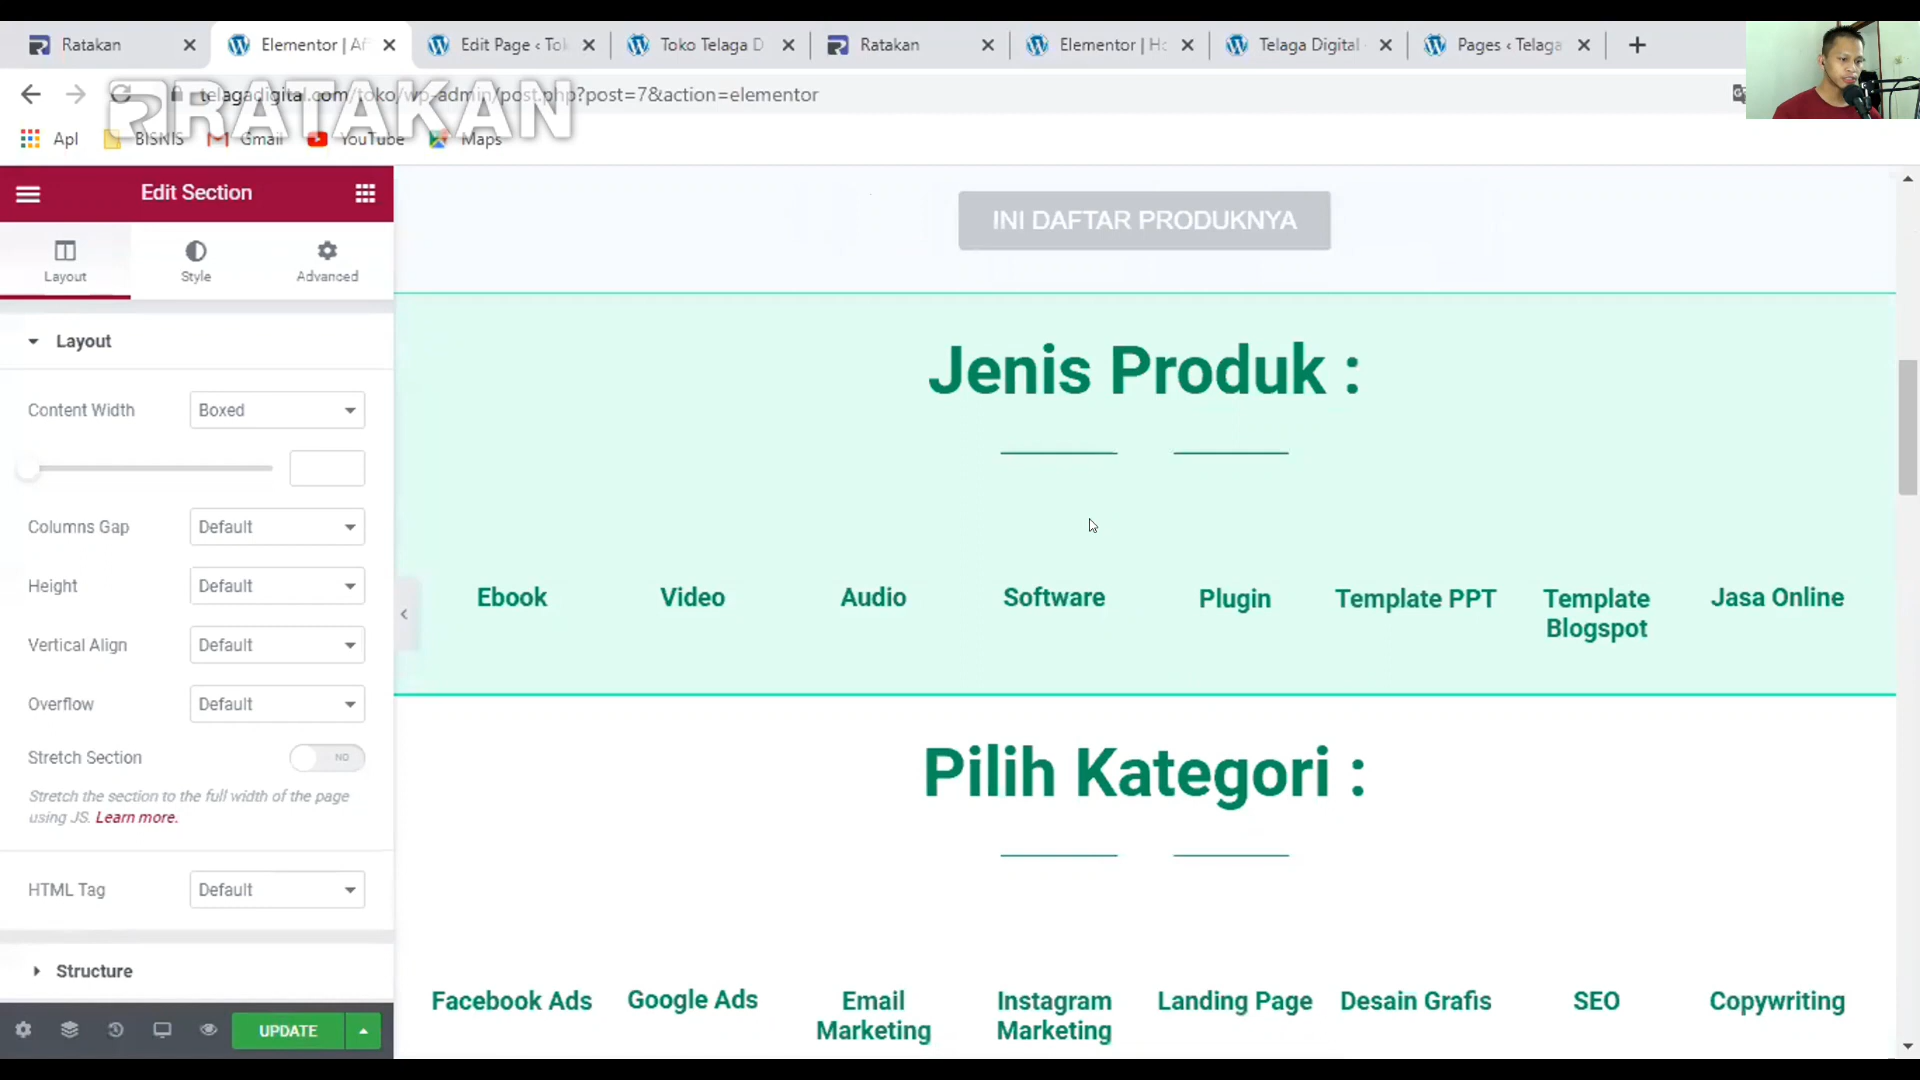 Ratakan
Elementor | Af
Edit Page ‹ Tok
Toko Telaga D
Ratakan
Elementor | Ho
Telaga Digital
Pages ‹ Telaga
telagadigital.com/toko/wp-admin/post.php?post=7&action=elementor
RATAKAN
Apl
BISNIS
Gmail
YouTube
Maps
Edit Section
Layout
Style
Advanced
Layout
Content Width
Boxed
Columns Gap
Default
Height
Default
Vertical Align
Default
Overflow
Default
Stretch Section
NO
Stretch the section to the full width of the page
using JS. Learn more.
HTML Tag
Default
Structure
UPDATE
INI DAFTAR PRODUKNYA
Jenis Produk :
Ebook
Video
Audio
Software
Plugin
Template PPT
Template
Blogspot
Jasa Online
Pilih Kategori :
Facebook Ads
Google Ads
Email
Marketing
Instagram
Marketing
Landing Page
Desain Grafis
SEO
Copywriting